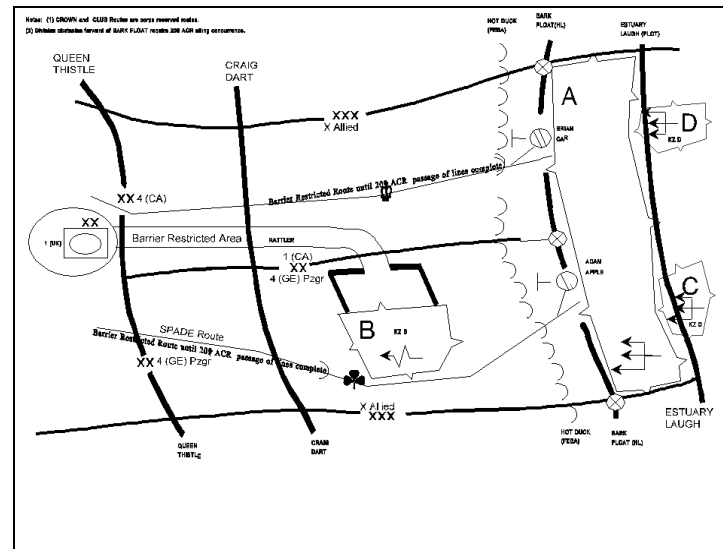 Notes: (1) CROWN and CLUB Routes are corps reserved routes.
(2) Division obstacles forward of BARK FLOAT require 209 ACR siting concurrence.
HOT DUCK
(FEBA)
BARK
FLOAT(HL)
ESTUARY
LAUGH (FLOT)
QUEEN
THISTLE
CRAIG
DART
A
XXX
X Allied
D
KZ D
BRIAN
OAR
Barrier Restricted Route until 209 ACR passage of lines complete
XX 4 (CA)
XX
1 (UK)
Barrier Restricted Area
RATTLER
1 (CA)
XX
4 (GE) Pzgr
ADAM
APPLE
C
KZ D
B
KZ B
SPADE Route
Barrier Restricted Route until 209 ACR passage of lines complete
XX 4 (GE) Pzgr
X Allied
XXX
ESTUARY
LAUGH
QUEEN
THISTLE
CRAIG
DART
HOT DUCK
(FEBA)
BARK
FLOAT (HL)